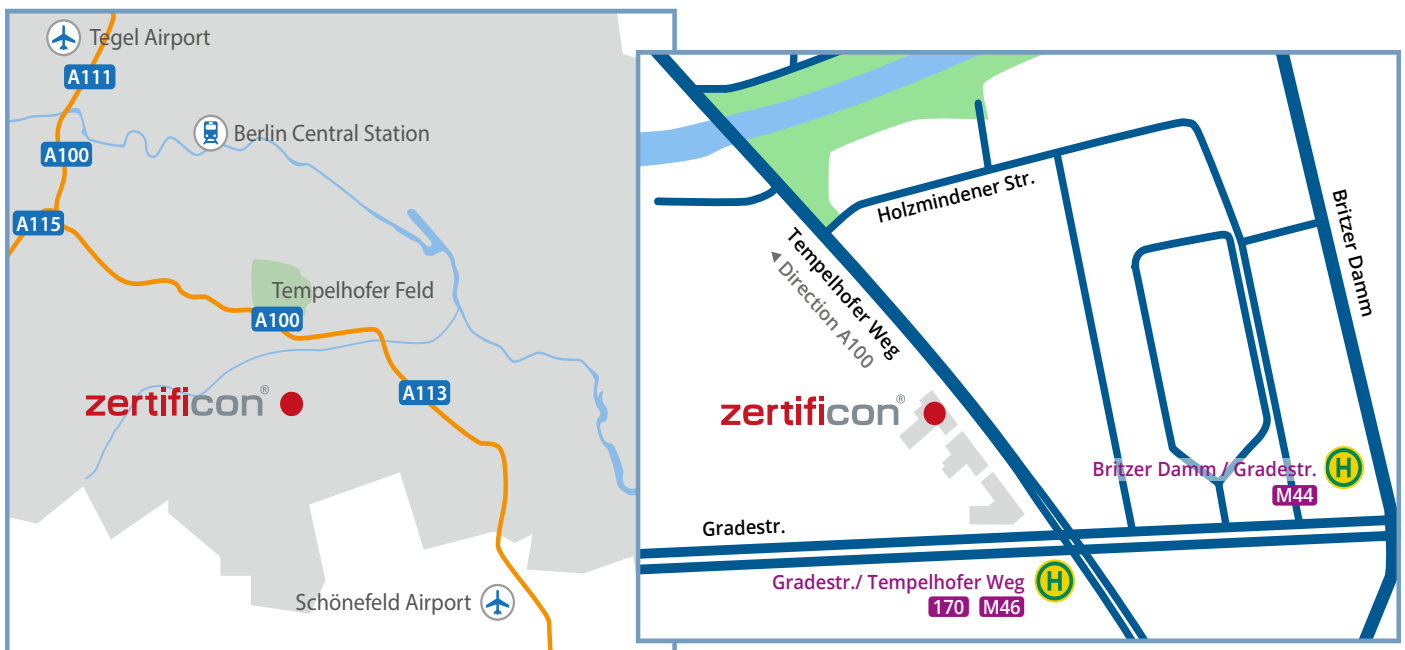 Tegel Airport
A111
Berlin Central Station
A100
A115
Tempelhofer Feld
A100
A113
zertificon®
Schönefeld Airport
Holzmindener Str.
Britzer Damm
Tempelhofer Weg
Direction A100
zertificon®
Britzer Damm / Gradestr. H
M44
Gradestr.
Gradestr./ Tempelhofer Weg H
170 M46